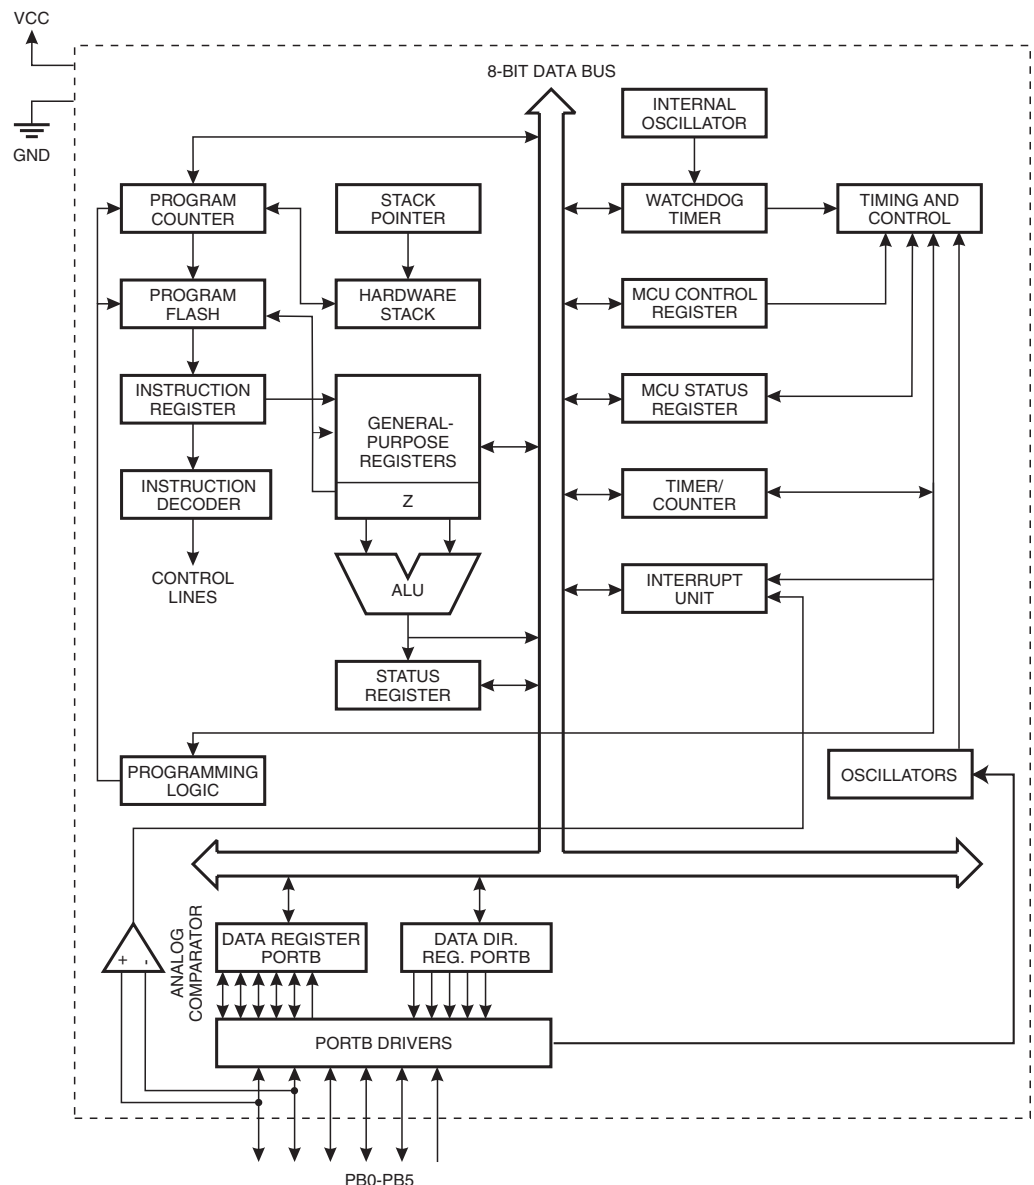 VCC
GND
8-BIT DATA BUS
INTERNAL
OSCILLATOR
PROGRAM
COUNTER
STACK
POINTER
WATCHDOG
TIMER
TIMING AND
CONTROL
PROGRAM
FLASH
HARDWARE
STACK
MCU CONTROL
REGISTER
INSTRUCTION
REGISTER
GENERAL-
PURPOSE
REGISTERS
Z
MCU STATUS
REGISTER
INSTRUCTION
DECODER
TIMER/
COUNTER
CONTROL
LINES
ALU
INTERRUPT
UNIT
STATUS
REGISTER
PROGRAMMING
LOGIC
OSCILLATORS
+
-
ANALOG
COMPARATOR
DATA REGISTER
PORTB
DATA DIR.
REG. PORTB
PORTB DRIVERS
PB0-PB5